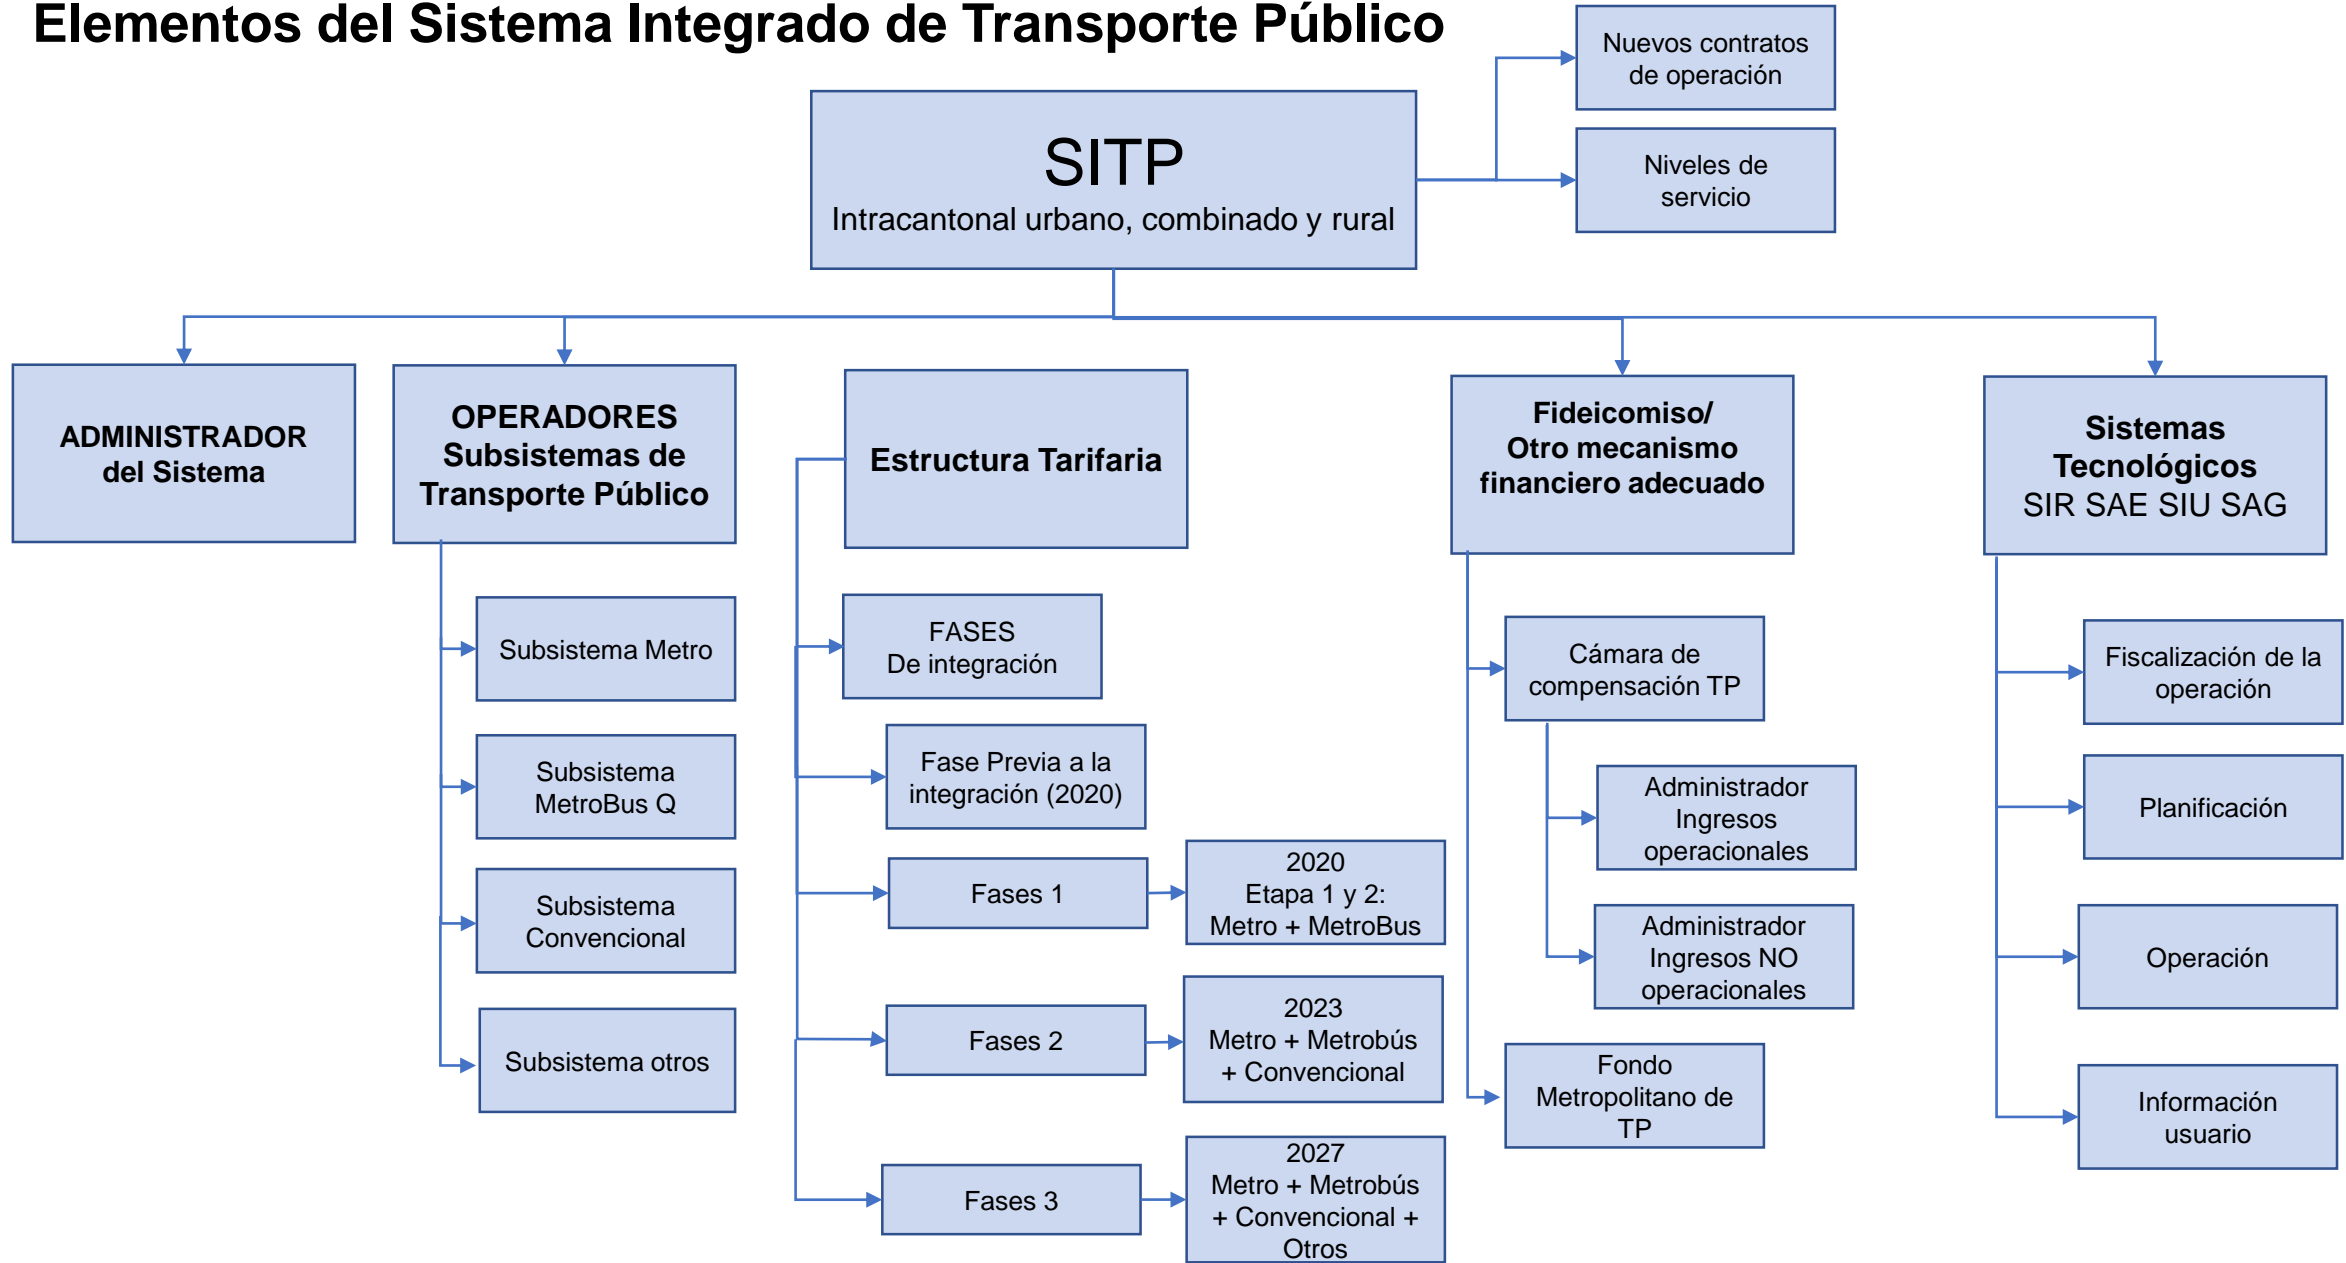 Elementos del Sistema Integrado de Transporte Público
Nuevos contratos
de operación
SITP
Intracantonal urbano, combinado y rural
Niveles de
servicio
ADMINISTRADOR
del Sistema
OPERADORES
Subsistemas de
Transporte Público
Estructura Tarifaria
Fideicomiso/
Otro mecanismo
financiero adecuado
Sistemas
Tecnológicos
SIR SAE SIU SAG
Subsistema Metro
Subsistema
MetroBus Q
Subsistema
Convencional
Subsistema otros
FASES
De integración
Fase Previa a la
integración (2020)
Fases 1
2020
Etapa 1 y 2:
Metro + MetroBus
Fases 2
2023
Metro + Metrobús
+ Convencional
Fases 3
2027
Metro + Metrobús
+ Convencional +
Otros
Cámara de
compensación TP
Administrador
Ingresos
operacionales
Administrador
Ingresos NO
operacionales
Fondo
Metropolitano de
TP
Fiscalización de la
operación
Planificación
Operación
Información
usuario